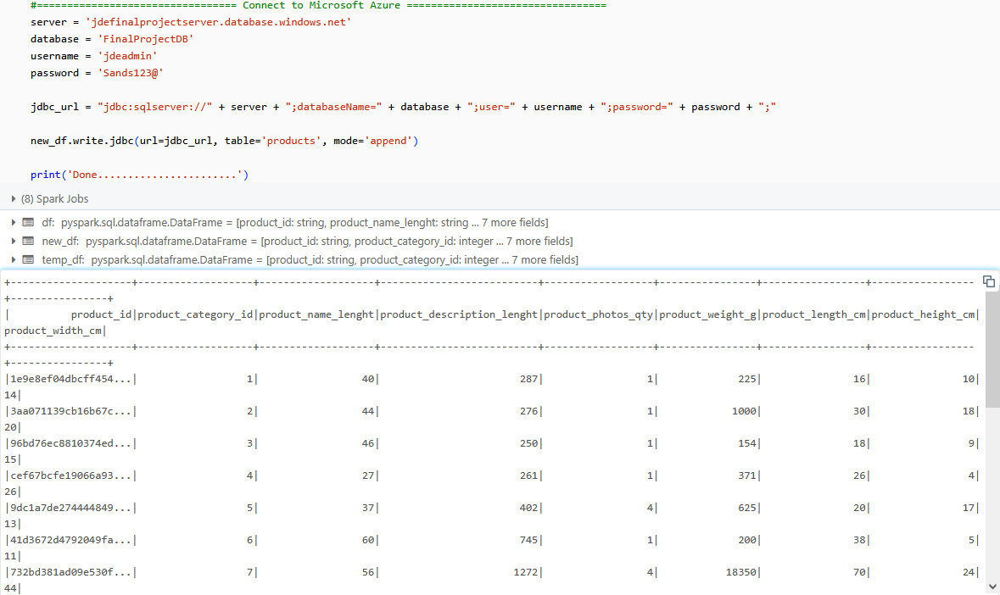 #================================= Connect to Microsoft Azure =================================
server = 'jdefinalprojectserver.database.windows.net'
database = 'FinalProjectDB'
username = 'jdeadmin'
password = 'Sands123@'
jdbc_url = "jdbc:sqlserver://" + server + ";databaseName=" + database + ";user=" + username + ";password=" + password + ";"
new_df.write.jdbc(url=jdbc_url, table='products', mode='append')
print('Done.......................')
(8) Spark Jobs
df: pyspark.sql.dataframe.DataFrame = [product_id: string, product_name_lenght: string ... 7 more fields]
new_df: pyspark.sql.dataframe.DataFrame = [product_id: string, product_category_id: integer ... 7 more fields]
temp_df: pyspark.sql.dataframe.DataFrame = [product_id: string, product_category_id: integer ... 7 more fields]
+--------------------+-------------------+-------------------+--------------------------+------------------+----------------+-----------------+-----------------
+----------------+
|          product_id|product_category_id|product_name_lenght|product_description_lenght|product_photos_qty|product_weight_g|product_length_cm|product_height_cm|
product_width_cm|
+--------------------+-------------------+-------------------+--------------------------+------------------+----------------+-----------------+-----------------
+----------------+
|1e9e8ef04dbcff454...|                  1|                 40|                       287|                 1|             225|               16|               10|
14|
|3aa071139cb16b67c...|                  2|                 44|                       276|                 1|            1000|               30|               18|
20|
|96bd76ec8810374ed...|                  3|                 46|                       250|                 1|             154|               18|                9|
15|
|cef67bcfe19066a93...|                  4|                 27|                       261|                 1|             371|               26|                4|
26|
|9dc1a7de274444849...|                  5|                 37|                       402|                 4|             625|               20|               17|
13|
|41d3672d4792049fa...|                  6|                 60|                       745|                 1|             200|               38|                5|
11|
|732bd381ad09e530f...|                  7|                 56|                      1272|                 4|           18350|               70|               24|
44|